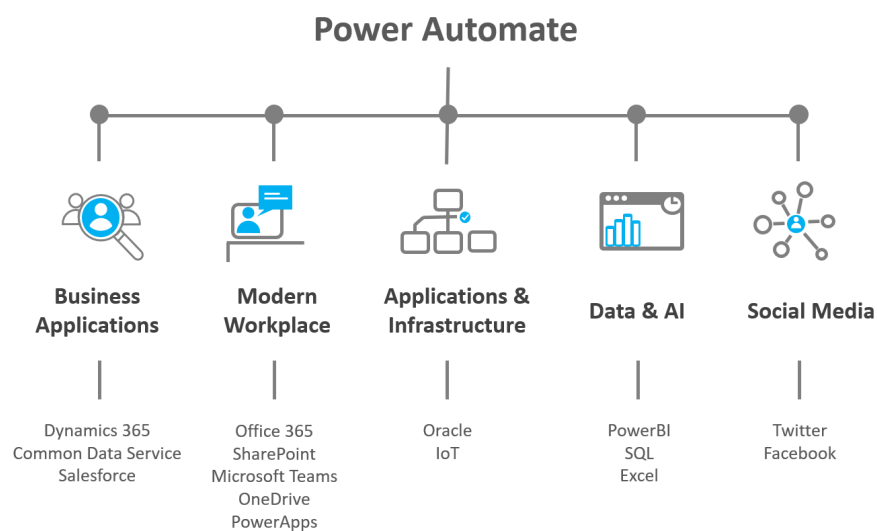 Power Automate
Business
Applications
Modern
Workplace
Applications &
Infrastructure
Data & AI
Social Media
Dynamics 365
Common Data Service
Salesforce
Office 365
SharePoint
Microsoft Teams
OneDrive
PowerApps
Oracle
IoT
PowerBI
SQL
Excel
Twitter
Facebook